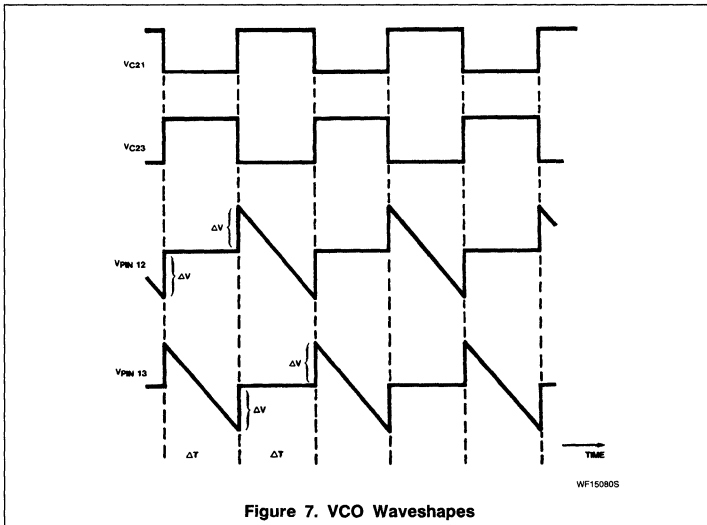 VC21
VC23
ΔV
VPIN 12
ΔV
ΔV
VPIN 13
ΔV
ΔT ΔT
TIME
WF15080S
Figure 7. VCO Waveshapes